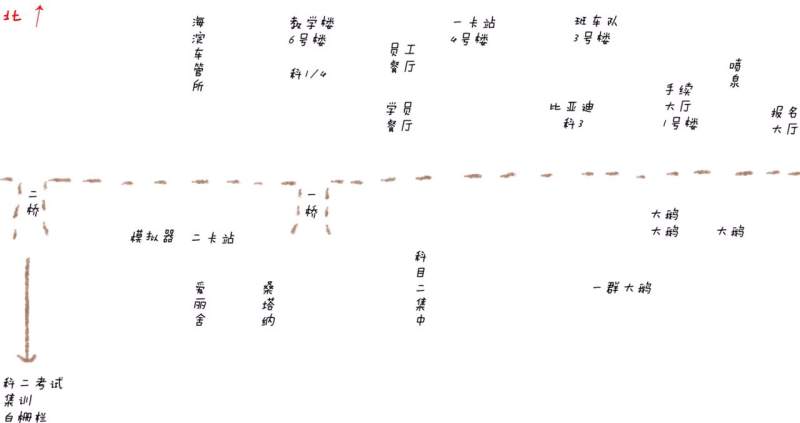 北
海淀车管所
教学楼
6号楼
科1/4
员工
餐厅
一卡站
4号楼
班车队
3号楼
喷泉
学员
餐厅
比亚迪
科3
手续
大厅
1号楼
报名
大厅
二桥
一桥
模拟器
二卡站
大鹅
大鹅
大鹅
爱丽舍
桑塔纳
科目二集中
一群大鹅
科二考试
集训
白栅栏